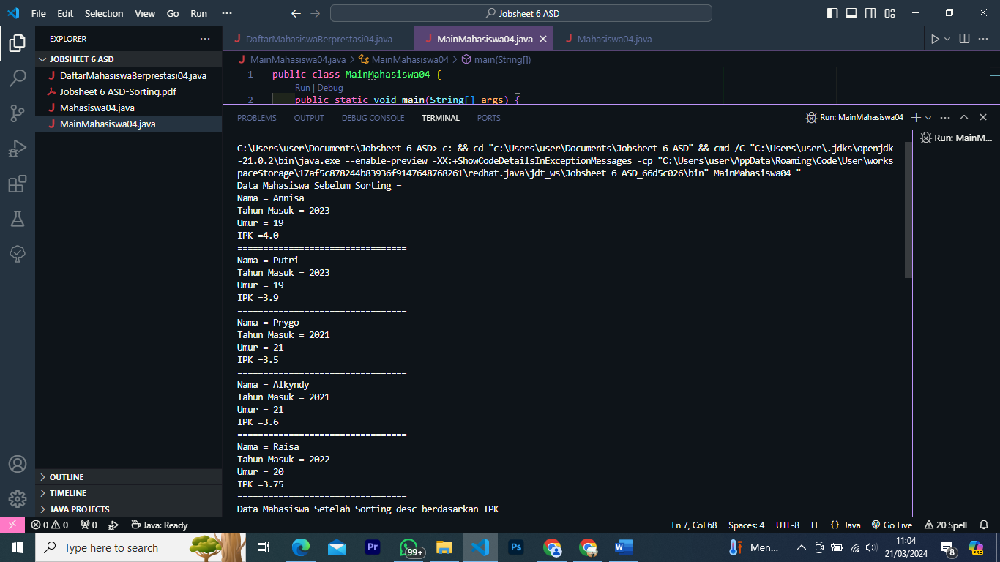 File Edit Selection View Go Run ··· Jobsheet 6 ASD
EXPLORER ···
JOBSHEET 6 ASD
DaftarMahasiswaBerprestasi04.java
Jobsheet 6 ASD-Sorting.pdf
Mahasiswa04.java
MainMahasiswa04.java
OUTLINE
TIMELINE
JAVA PROJECTS
DaftarMahasiswaBerprestasi04.java MainMahasiswa04.java Mahasiswa04.java
MainMahasiswa04.java > MainMahasiswa04 > main(String[])
1 public class MainMahasiswa04 {
Run | Debug
2 public static void main(String[] args) {
PROBLEMS OUTPUT DEBUG CONSOLE TERMINAL PORTS Run: MainMahasiswa04
Run: MainM...
C:\Users\user\Documents\Jobsheet 6 ASD> c: && cd "c:\Users\user\Documents\Jobsheet 6 ASD" && cmd /C "C:\Users\user\.jdks\openjdk
-21.0.2\bin\java.exe --enable-preview -XX:+ShowCodeDetailsInExceptionMessages -cp "C:\Users\user\AppData\Roaming\Code\User\works
paceStorage\17af5c878244b83936f9147648768261\redhat.java\jdt_ws\Jobsheet 6 ASD_66d5c026\bin" MainMahasiswa04 "
Data Mahasiswa Sebelum Sorting =
Nama = Annisa
Tahun Masuk = 2023
Umur = 19
IPK =4.0
=================================
Nama = Putri
Tahun Masuk = 2023
Umur = 19
IPK =3.9
=================================
Nama = Prygo
Tahun Masuk = 2021
Umur = 21
IPK =3.5
=================================
Nama = Alkyndy
Tahun Masuk = 2021
Umur = 21
IPK =3.6
=================================
Nama = Raisa
Tahun Masuk = 2022
Umur = 20
IPK =3.75
=================================
Data Mahasiswa Setelah Sorting desc berdasarkan IPK
0 0 0 Java: Ready Ln 7, Col 68 Spaces: 4 UTF-8 LF {} Java Go Live 20 Spell
Type here to search Pr 99+ Ps Men... 11:04
21/03/2024 8 PRE